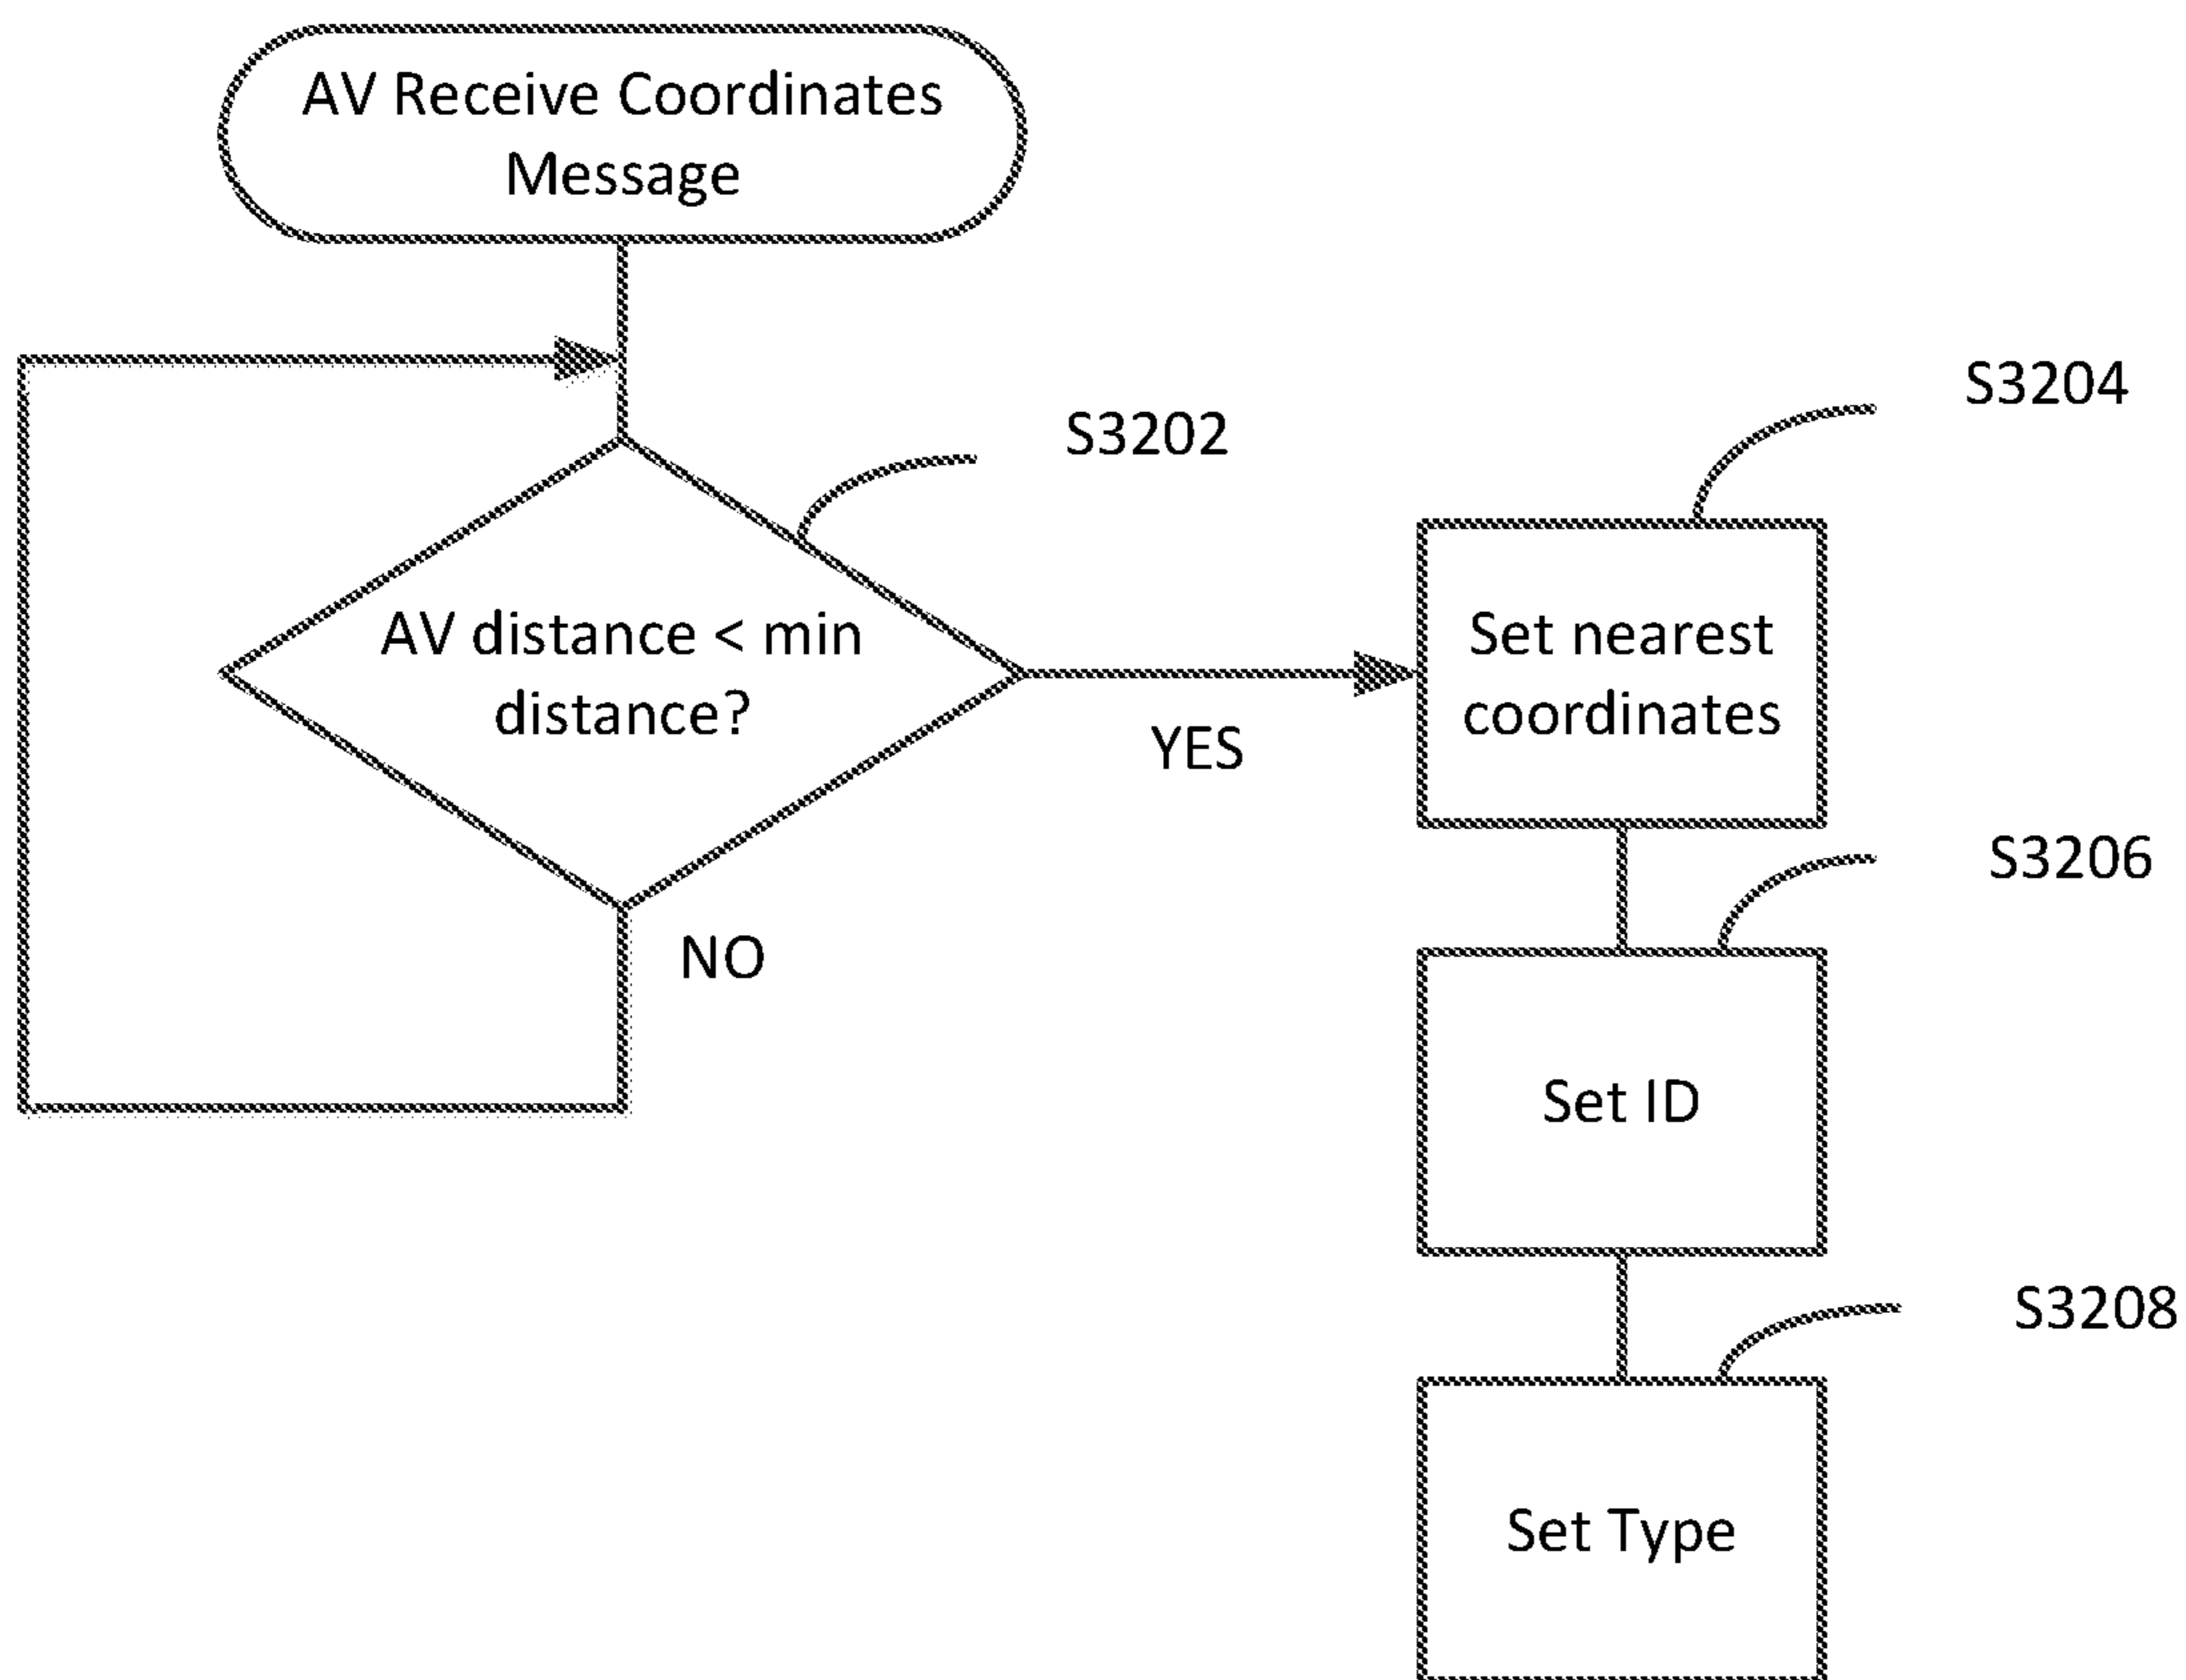 AV Receive Coordinates
Message
S3204
S3202
AV distance < min
distance?
Set nearest
coordinates
YES
S3206
NO
Set ID
S3208
Set Type